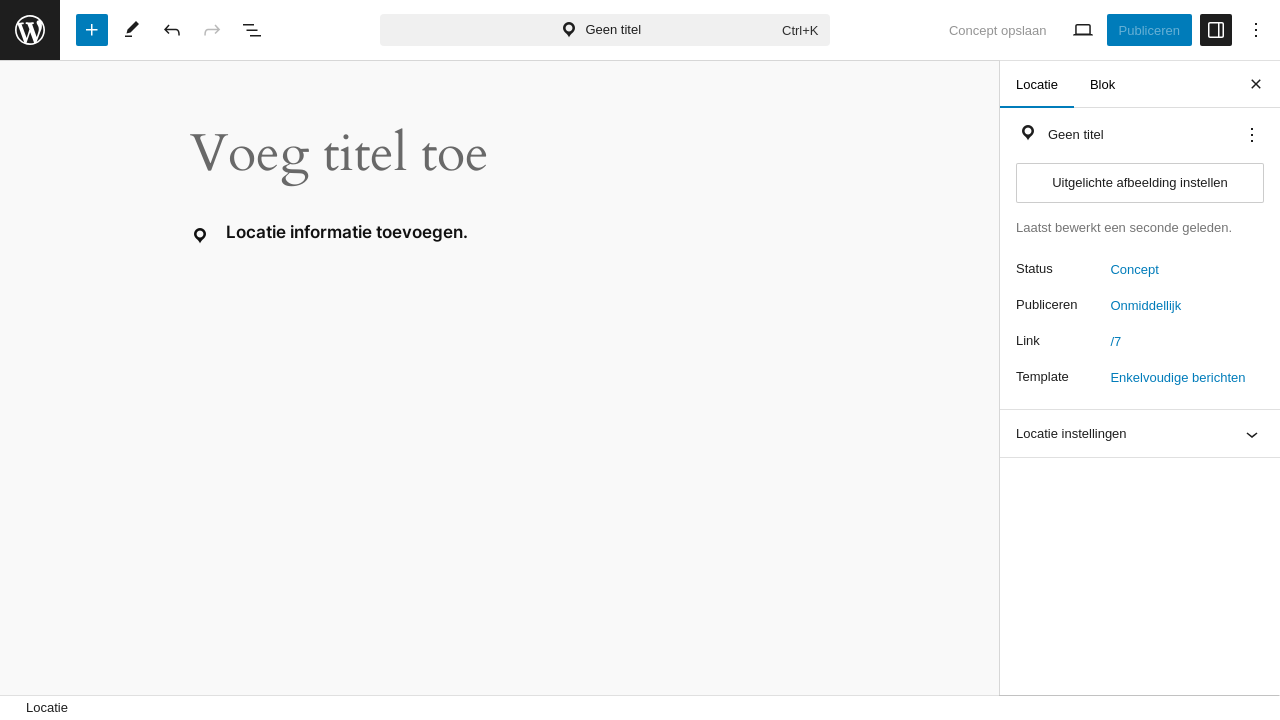 Geen titel
Ctrl+K
Concept opslaan
Publiceren
Locatie
Blok
Voeg titel toe
Locatie informatie toevoegen.
Geen titel
Uitgelichte afbeelding instellen
Laatst bewerkt een seconde geleden.
Status
Concept
Publiceren
Onmiddellijk
Link
/7
Template
Enkelvoudige berichten
Locatie instellingen
Locatie